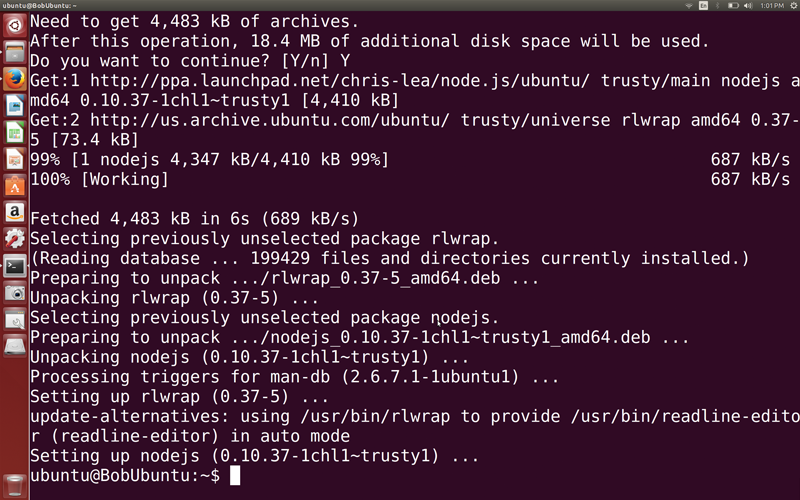 ubuntu@BobUbuntu: ~
En
1:01 PM
Need to get 4,483 kB of archives.
After this operation, 18.4 MB of additional disk space will be used.
Do you want to continue? [Y/n] Y
Get:1 http://ppa.launchpad.net/chris-lea/node.js/ubuntu/ trusty/main nodejs a
md64 0.10.37-1chl1~trusty1 [4,410 kB]
Get:2 http://us.archive.ubuntu.com/ubuntu/ trusty/universe rlwrap amd64 0.37-
5 [73.4 kB]
99% [1 nodejs 4,347 kB/4,410 kB 99%] 687 kB/s
100% [Working] 687 kB/s
Fetched 4,483 kB in 6s (689 kB/s)
Selecting previously unselected package rlwrap.
(Reading database ... 199429 files and directories currently installed.)
Preparing to unpack .../rlwrap_0.37-5_amd64.deb ...
Unpacking rlwrap (0.37-5) ...
Selecting previously unselected package nodejs.
Preparing to unpack .../nodejs_0.10.37-1chl1~trusty1_amd64.deb ...
Unpacking nodejs (0.10.37-1chl1~trusty1) ...
Processing triggers for man-db (2.6.7.1-1ubuntu1) ...
Setting up rlwrap (0.37-5) ...
update-alternatives: using /usr/bin/rlwrap to provide /usr/bin/readline-edito
r (readline-editor) in auto mode
Setting up nodejs (0.10.37-1chl1~trusty1) ...
ubuntu@BobUbuntu:~$